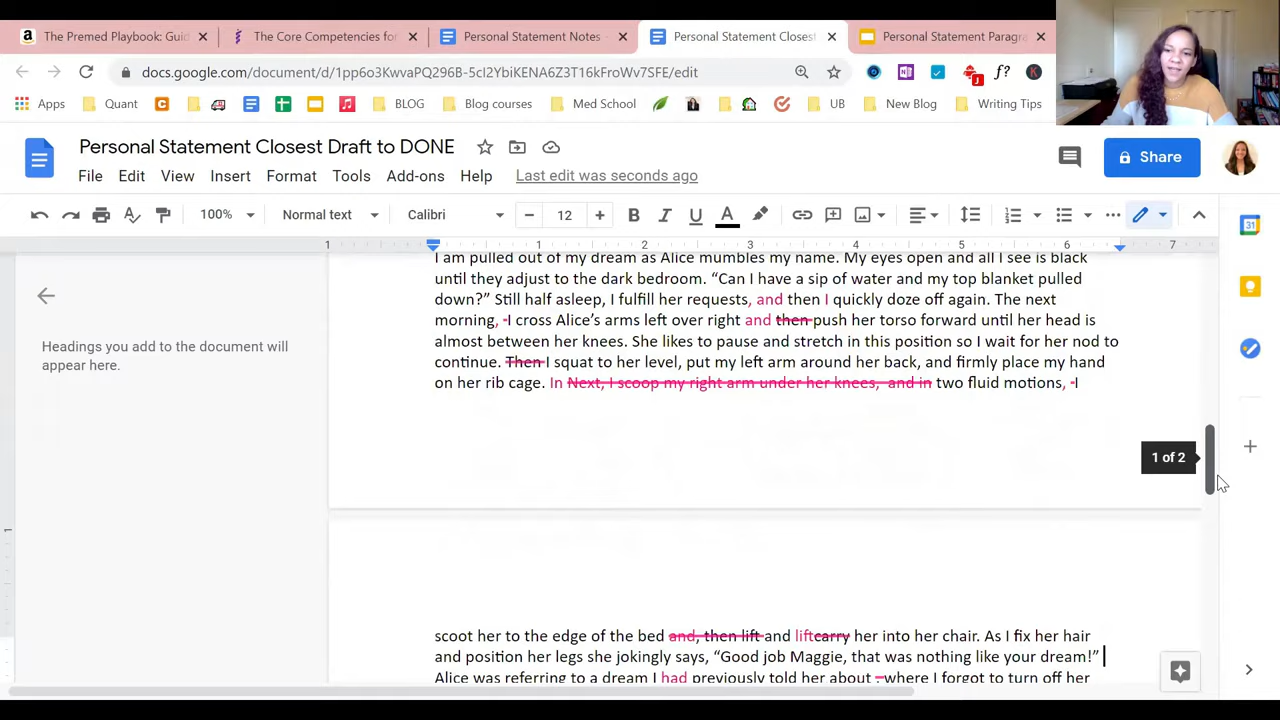 The Premed Playbook: Guid
The Core Competencies for
Personal Statement Notes -
Personal Statement Closest
Personal Statement Paragra
docs.google.com/document/d/1pp6o3KwvaPQ296B-5c2YbiKENA6Z3T16kFroWv7SFE/edit
f?
J
K
Apps
Quant
BLOG
Blog courses
Med School
UB
New Blog
Writing Tips
Personal Statement Closest Draft to DONE
Share
File Edit View Insert Format Tools Add-ons Help Last edit was seconds ago
100% Normal text Calibri - 12 + B I U A
31
1 1 2 3 4 5 6 7
Headings you add to the document will
appear here.
I am pulled out of my dream as Alice mumbles my name. My eyes open and all I see is black
until they adjust to the dark bedroom. “Can I have a sip of water and my top blanket pulled
down?” Still half asleep, I fulfill her requests, and then I quickly doze off again. The next
morning, -I cross Alice’s arms left over right and then push her torso forward until her head is
almost between her knees. She likes to pause and stretch in this position so I wait for her nod to
continue. Then I squat to her level, put my left arm around her back, and firmly place my hand
on her rib cage. In Next, I scoop my right arm under her knees, and in two fluid motions, -I
1 of 2
1
scoot her to the edge of the bed and, then lift and liftcarry her into her chair. As I fix her hair
and position her legs she jokingly says, “Good job Maggie, that was nothing like your dream!”
Alice was referring to a dream I had previously told her about . where I forgot to turn off her